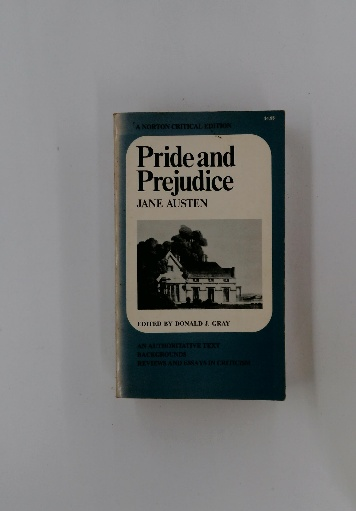 A NORTON CRITICAL EDITION
Pride and
Prejudice
JANE AUSTEN
EDITED BY DONALD J. GRAY
AN AUTHORITATIVE TEXT
BACKGROUNDS
REVIEWS AND ESSAYS IN CRITICISM